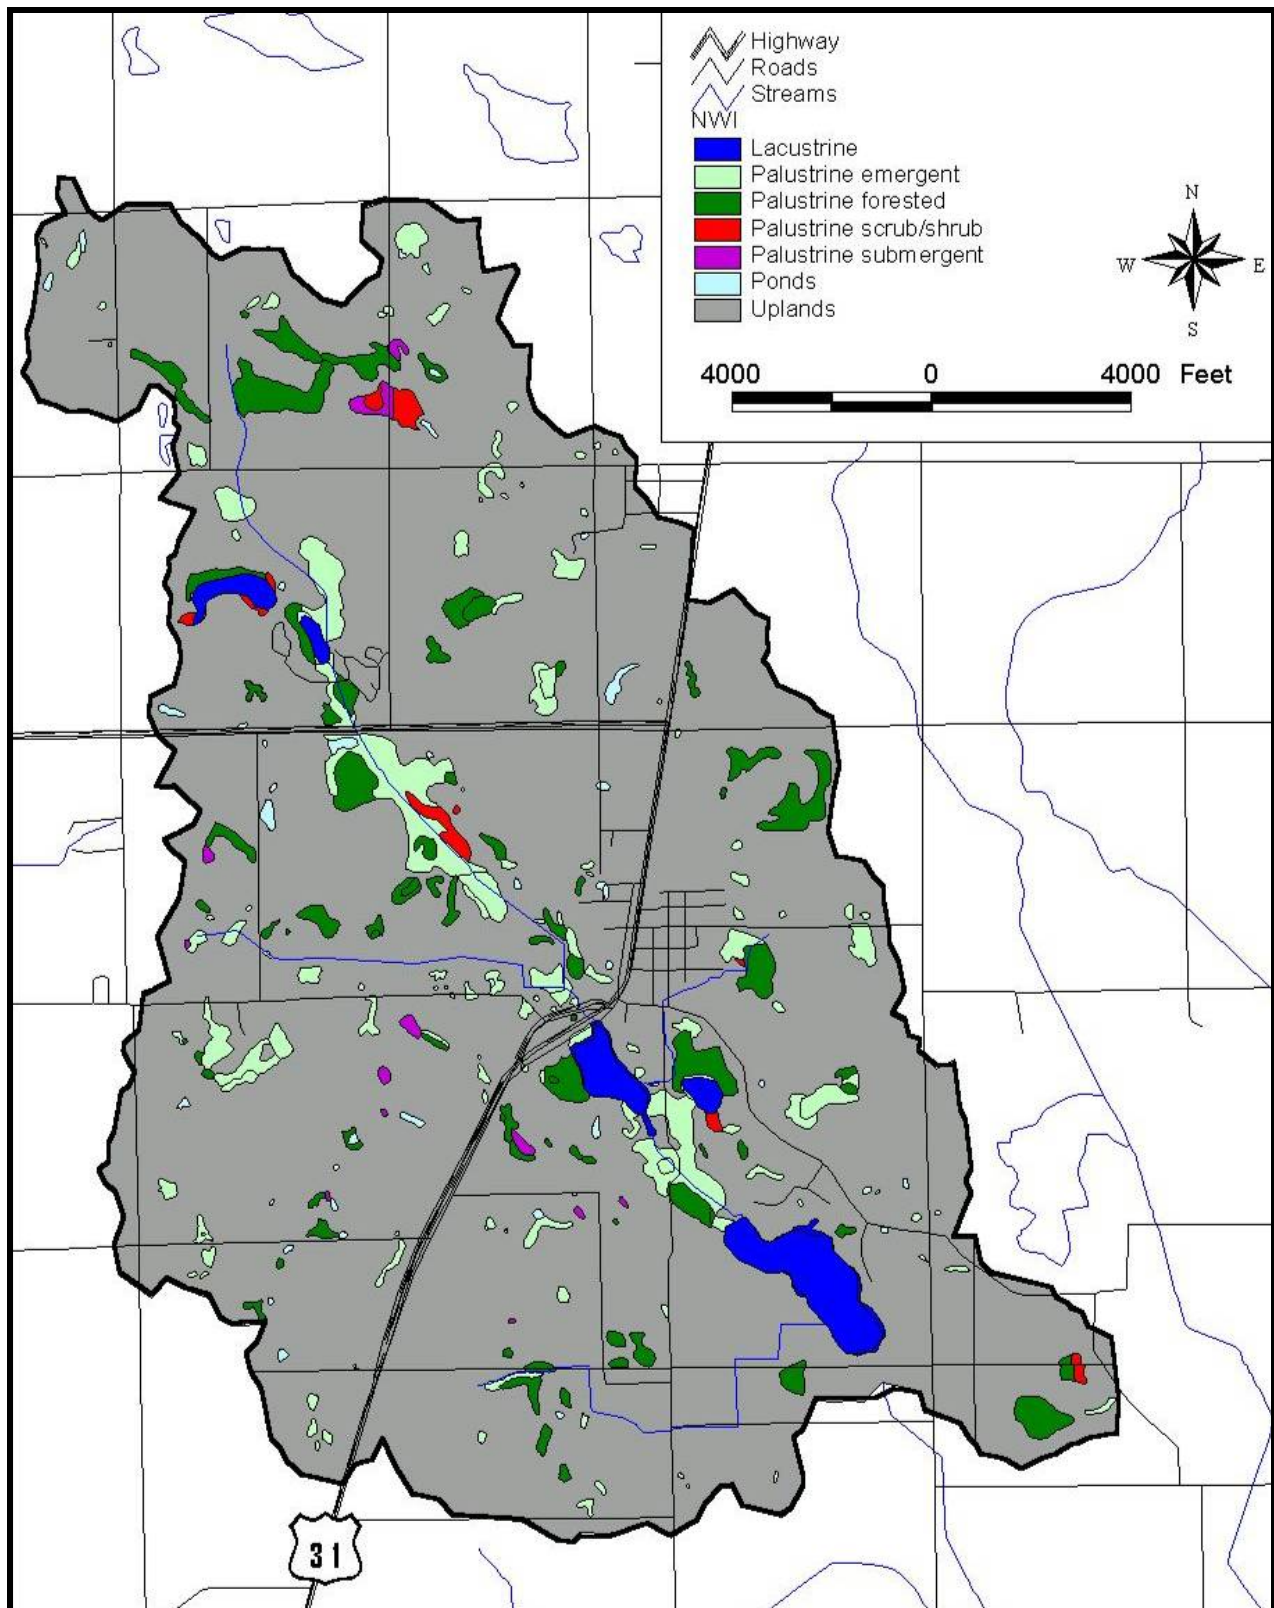 Highway
Roads
Streams
NWI
Lacustrine
Palustrine emergent
Palustrine forested
Palustrine scrub/shrub
Palustrine submergent
Ponds
Uplands
N
W E
S
4000 0 4000 Feet
31